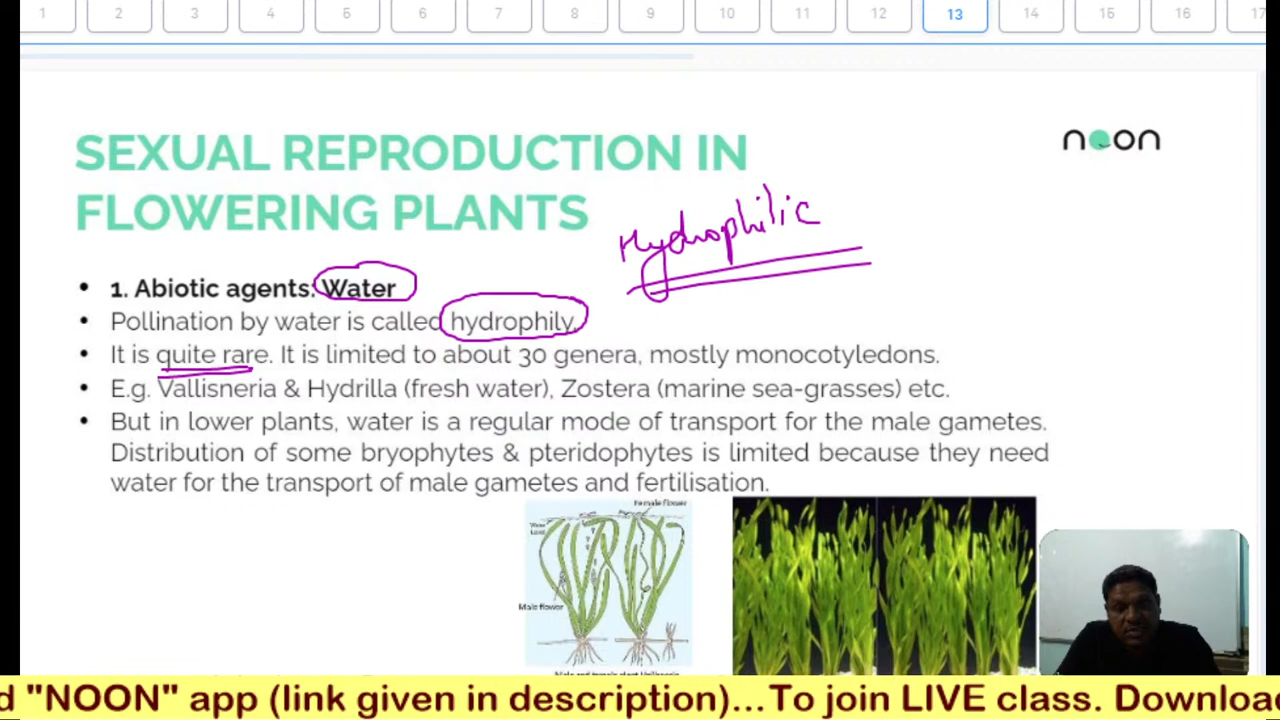 1 2 3 4 5 6 7 8 9 10 11 12 13 14 15 16 17
SEXUAL REPRODUCTION IN
FLOWERING PLANTS
noon
Hydrophilic
• 1. Abiotic agents: Water
• Pollination by water is called hydrophily.
• It is quite rare. It is limited to about 30 genera, mostly monocotyledons.
• E.g. Vallisneria & Hydrilla (fresh water), Zostera (marine sea-grasses) etc.
• But in lower plants, water is a regular mode of transport for the male gametes.
Distribution of some bryophytes & pteridophytes is limited because they need
water for the transport of male gametes and fertilisation.
Female flower
Water
Level
Male flower
d "NOON" app (link given in description)...To join LIVE class. Downloa